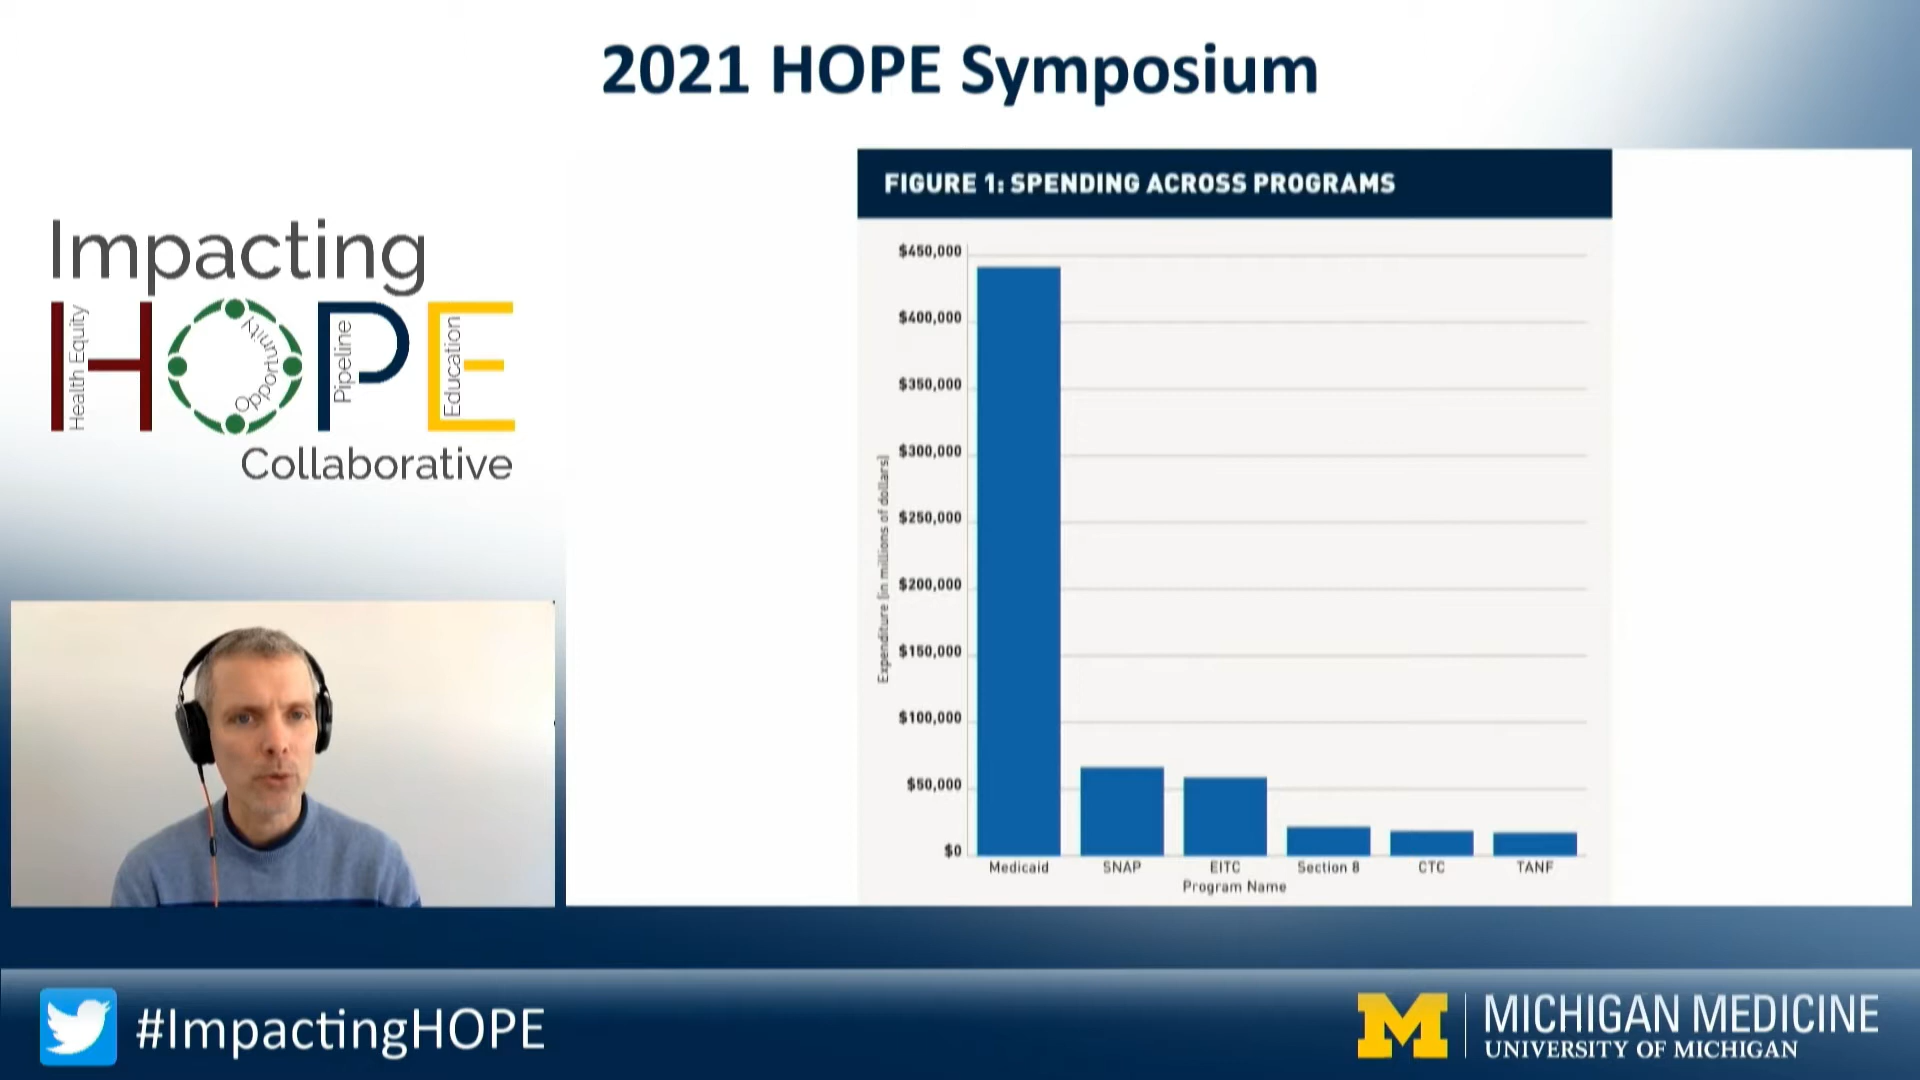 2021 HOPE Symposium
Impacting
HOPE
Health Equity
Opportunity
Pipeline
Education
Collaborative
FIGURE 1: SPENDING ACROSS PROGRAMS
Expenditure (in millions of dollars)
$450,000
$400,000
$350,000
$300,000
$250,000
$200,000
$150,000
$100,000
$50,000
$0
Medicaid SNAP EITC Section 8 CTC TANF
Program Name
#ImpactingHOPE
M MICHIGAN MEDICINE
UNIVERSITY OF MICHIGAN